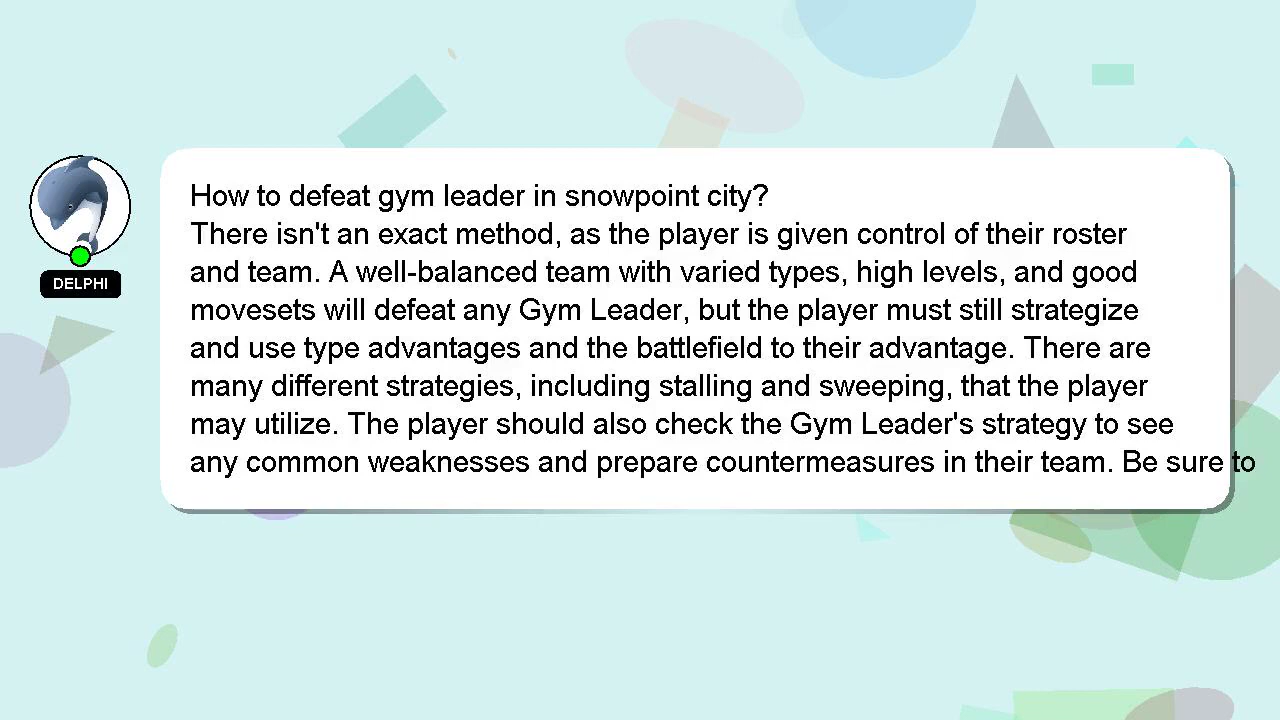 How to defeat gym leader in snowpoint city?
There isn't an exact method, as the player is given control of their roster
and team. A well-balanced team with varied types, high levels, and good
movesets will defeat any Gym Leader, but the player must still strategize
and use type advantages and the battlefield to their advantage. There are
many different strategies, including stalling and sweeping, that the player
may utilize. The player should also check the Gym Leader's strategy to see
any common weaknesses and prepare countermeasures in their team. Be sure to
DELPHI